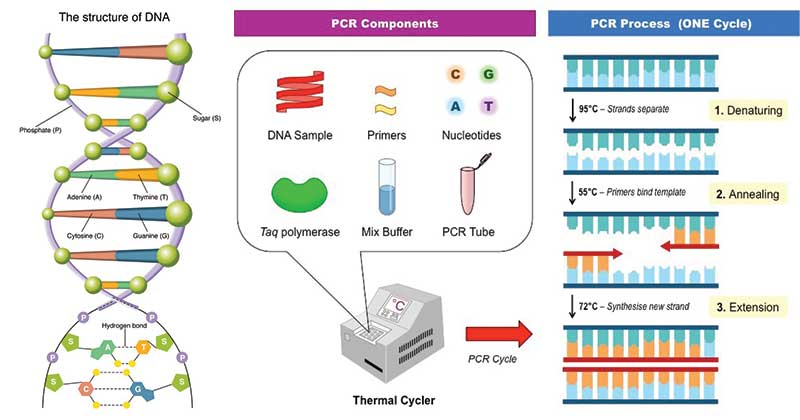 The structure of DNA
Phosphate (P)
Sugar (S)
Adenine (A)
Thymine (T)
Cytosine (C)
Guanine (G)
P
P
Hydrogen bond
P
P
S
A
T
S
S
C
G
S
PCR Components
DNA Sample
Primers
C
G
A
T
Nucleotides
Taq polymerase
Mix Buffer
PCR Tube
°C
Thermal Cycler
PCR Cycle
PCR Process (ONE Cycle)
95°C – Strands separate
1. Denaturing
55°C – Primers bind template
2. Annealing
72°C – Synthesise new strand
3. Extension